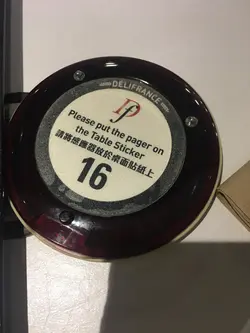 DELIFRANCE
Df
Please put the pager on
the Table Sticker
請將感應器放於桌面貼紙上
16